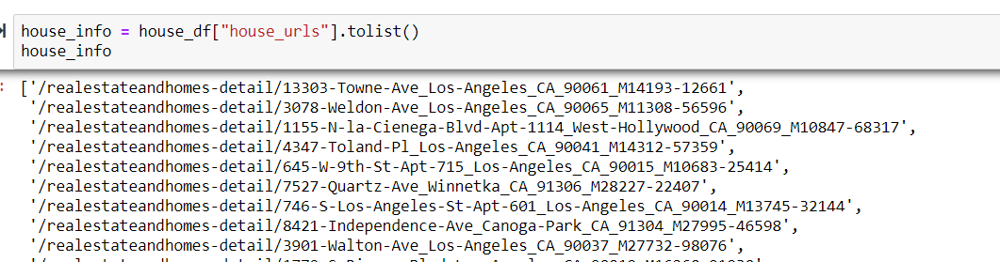 house_info = house_df["house_urls"].tolist()
house_info
['/realestateandhomes-detail/13303-Towne-Ave_Los-Angeles_CA_90061_M14193-12661',
'/realestateandhomes-detail/3078-Weldon-Ave_Los-Angeles_CA_90065_M11308-56596',
'/realestateandhomes-detail/1155-N-la-Cienega-Blvd-Apt-1114_West-Hollywood_CA_90069_M10847-68317',
'/realestateandhomes-detail/4347-Toland-Pl_Los-Angeles_CA_90041_M14312-57359',
'/realestateandhomes-detail/645-W-9th-St-Apt-715_Los-Angeles_CA_90015_M10683-25414',
'/realestateandhomes-detail/7527-Quartz-Ave_Winnetka_CA_91306_M28227-22407',
'/realestateandhomes-detail/746-S-Los-Angeles-St-Apt-601_Los-Angeles_CA_90014_M13745-32144',
'/realestateandhomes-detail/8421-Independence-Ave_Canoga-Park_CA_91304_M27995-46598',
'/realestateandhomes-detail/3901-Walton-Ave_Los-Angeles_CA_90037_M27732-98076',